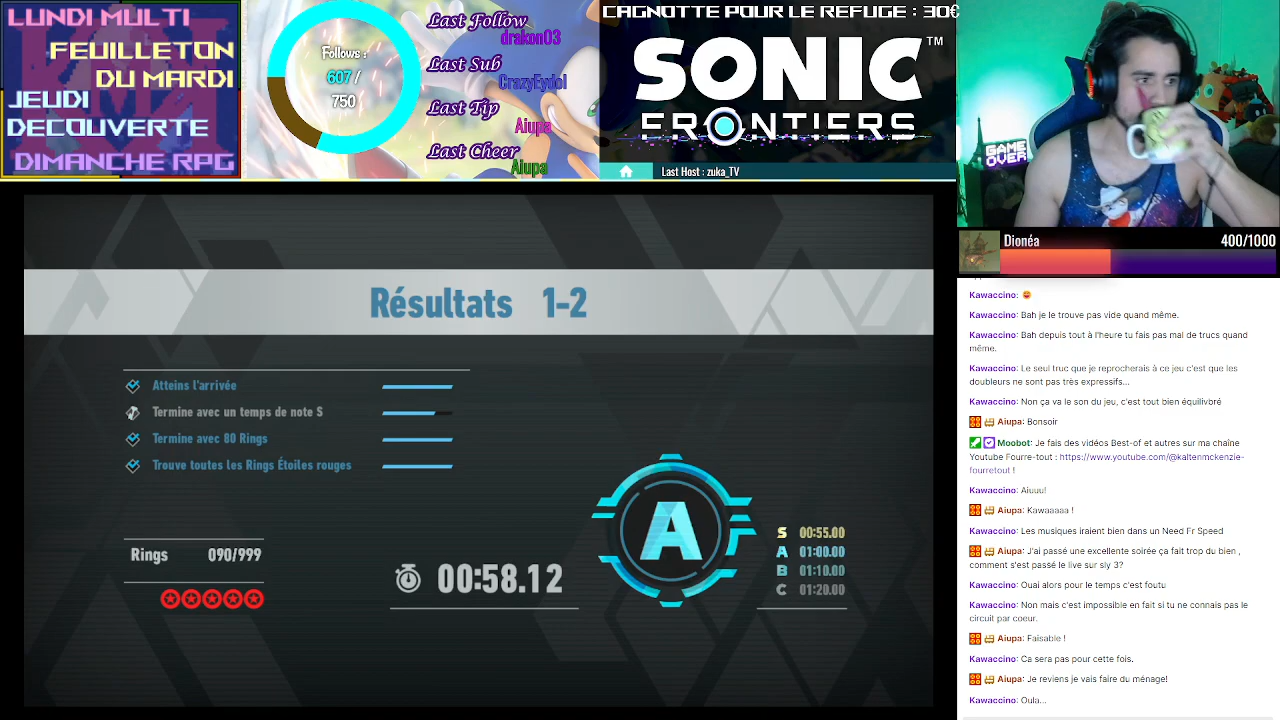 LUNDI MULTI
FEUILLETON
DU MARDI
JEUDI
DECOUVERTE
DIMANCHE RPG
Follows :
607 /
750
Last Follow
drakon03
Last Sub
CrazyEydol
Last Tip
Aiupa
Last Cheer
Aiupa
CAGNOTTE POUR LE REFUGE : 30€
SONIC™
FRONTIERS
Last Host : zuka_TV
GAME
OVER
Dionéa 400/1000
Résultats 1-2
Atteins l'arrivée
Termine avec un temps de note S
Termine avec 80 Rings
Trouve toutes les Rings Étoiles rouges
Rings 090/999
00:58.12
A
S 00:55.00
A 01:00.00
B 01:10.00
C 01:20.00
Kawaccino:
Kawaccino: Bah je le trouve pas vide quand même.
Kawaccino: Bah depuis tout à l'heure tu fais pas mal de trucs quand
même.
Kawaccino: Le seul truc que je reprocherais à ce jeu c'est que les
doubleurs ne sont pas très expressifs...
Kawaccino: Non ça va le son du jeu, c'est tout bien équilivbré
Aiupa: Bonsoir
Moobot: Je fais des vidéos Best-of et autres sur ma chaîne
Youtube Fourre-tout : https://www.youtube.com/@kaltenmckenzie-
fourretout !
Kawaccino: Aiuuu!
Aiupa: Kawaaaaa !
Kawaccino: Les musiques iraient bien dans un Need Fr Speed
Aiupa: J'ai passé une excellente soirée ça fait trop du bien ,
comment s'est passé le live sur sly 3?
Kawaccino: Ouai alors pour le temps c'est foutu
Kawaccino: Non mais c'est impossible en fait si tu ne connais pas le
circuit par coeur.
Aiupa: Faisable !
Kawaccino: Ca sera pas pour cette fois.
Aiupa: Je reviens je vais faire du ménage!
Kawaccino: Oula...